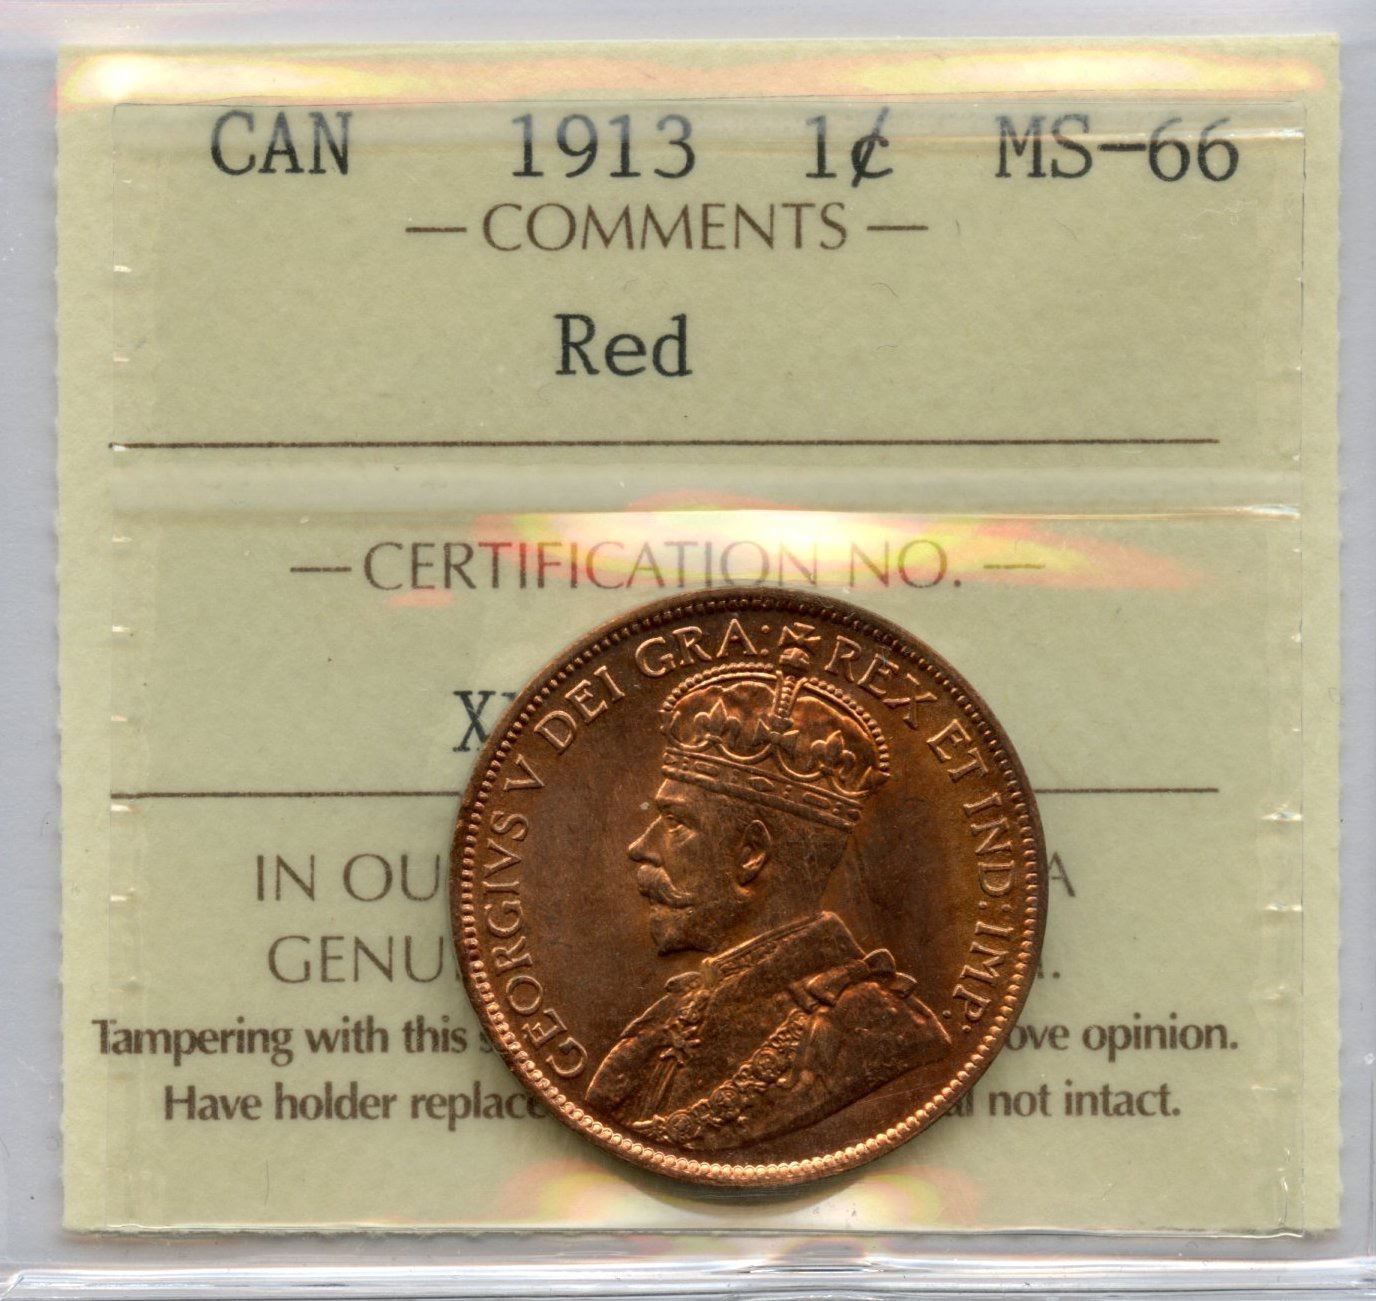 CAN 1913 1¢ MS-66
— COMMENTS —
Red
— CERTIFICATION NO. —
GEORGIVS V DEI GRA: REX ET IND: IMP.
IN OU A
GENU
Tampering with this ove opinion.
Have holder replace not intact.